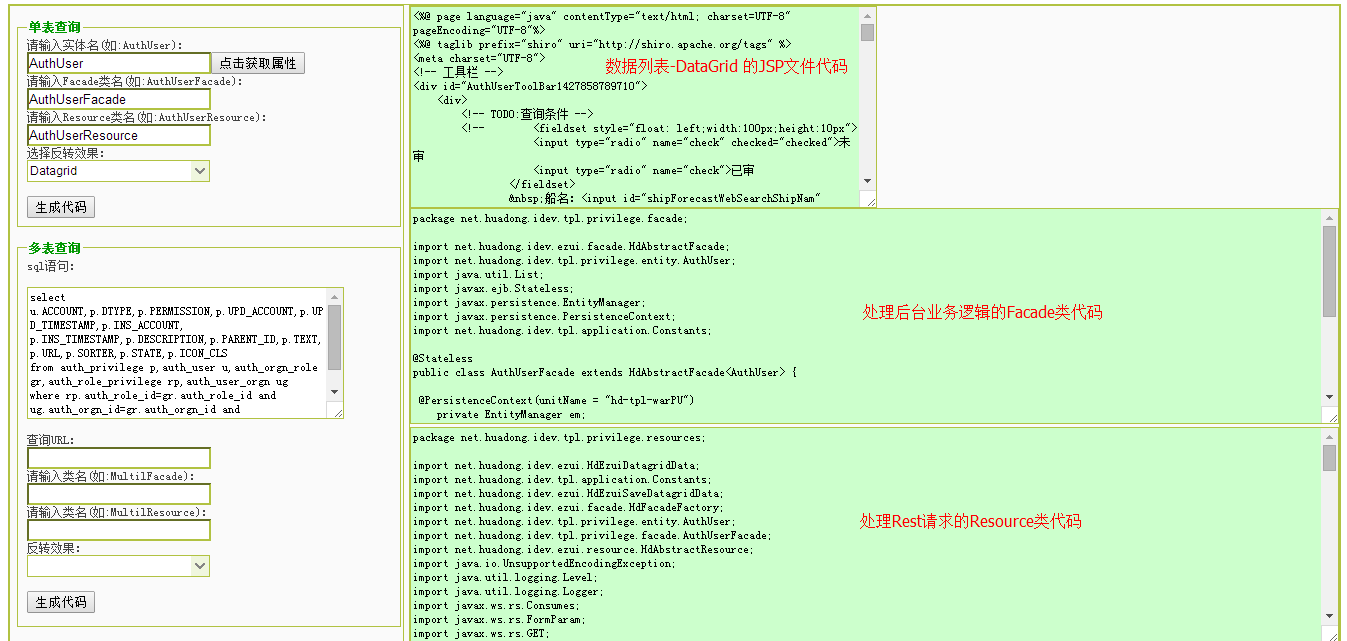 单表查询
请输入实体名(如:AuthUser):
AuthUser
点击获取属性
请输入Facade类名(如:AuthUserFacade):
AuthUserFacade
请输入Resource类名(如:AuthUserResource):
AuthUserResource
选择反转效果:
Datagrid
生成代码
多表查询
sql语句:
select
u.ACCOUNT,p.DTYPE,p.PERMISSION,p.UPD_ACCOUNT,p.UP
D_TIMESTAMP,p.INS_ACCOUNT,
p.INS_TIMESTAMP,p.DESCRIPTION,p.PARENT_ID,p.TEXT,
p.URL,p.SORTER,p.STATE,p.ICON_CLS
from auth_privilege p,auth_user u,auth_orgn_role
gr,auth_role_privilege rp,auth_user_orgn ug
where rp.auth_role_id=gr.auth_role_id and
ug.auth_orgn_id=gr.auth_orgn_id and
查询URL:
请输入类名(如:MultilFacade):
请输入类名(如:MultilResource):
反转效果:
生成代码
<%@ page language="java" contentType="text/html; charset=UTF-8"
pageEncoding="UTF-8"%>
<%@ taglib prefix="shiro" uri="http://shiro.apache.org/tags" %>
<meta charset="UTF-8">
<!-- 工具栏 -->
数据列表-DataGrid 的JSP文件代码
<div id="AuthUserToolBar1427858789710">
<div>
<!-- TODO:查询条件 -->
<!-- <fieldset style="float: left;width:100px;height:10px">
<input type="radio" name="check" checked="checked">未
审
<input type="radio" name="check">已审
</fieldset>
&nbsp;船名: <input id="shipForecastWebSearchShipNam"
package net.huadong.idev.tpl.privilege.facade;
import net.huadong.idev.ezui.facade.HdAbstractFacade;
import net.huadong.idev.tpl.privilege.entity.AuthUser;
import java.util.List;
import javax.ejb.Stateless;
import javax.persistence.EntityManager;
import javax.persistence.PersistenceContext;
import net.huadong.idev.tpl.application.Constants;
处理后台业务逻辑的Facade类代码
@Stateless
public class AuthUserFacade extends HdAbstractFacade<AuthUser> {
@PersistenceContext(unitName = "hd-tpl-warPU")
private EntityManager em;
package net.huadong.idev.tpl.privilege.resources;
import net.huadong.idev.ezui.HdEzuiDatagridData;
import net.huadong.idev.tpl.application.Constants;
import net.huadong.idev.ezui.HdEzuiSaveDatagridData;
import net.huadong.idev.ezui.facade.HdFacadeFactory;
import net.huadong.idev.tpl.privilege.entity.AuthUser;
处理Rest请求的Resource类代码
import net.huadong.idev.tpl.privilege.facade.AuthUserFacade;
import net.huadong.idev.ezui.resource.HdAbstractResource;
import java.io.UnsupportedEncodingException;
import java.util.logging.Level;
import java.util.logging.Logger;
import javax.ws.rs.Consumes;
import javax.ws.rs.FormParam;
import javax.ws.rs.GET;